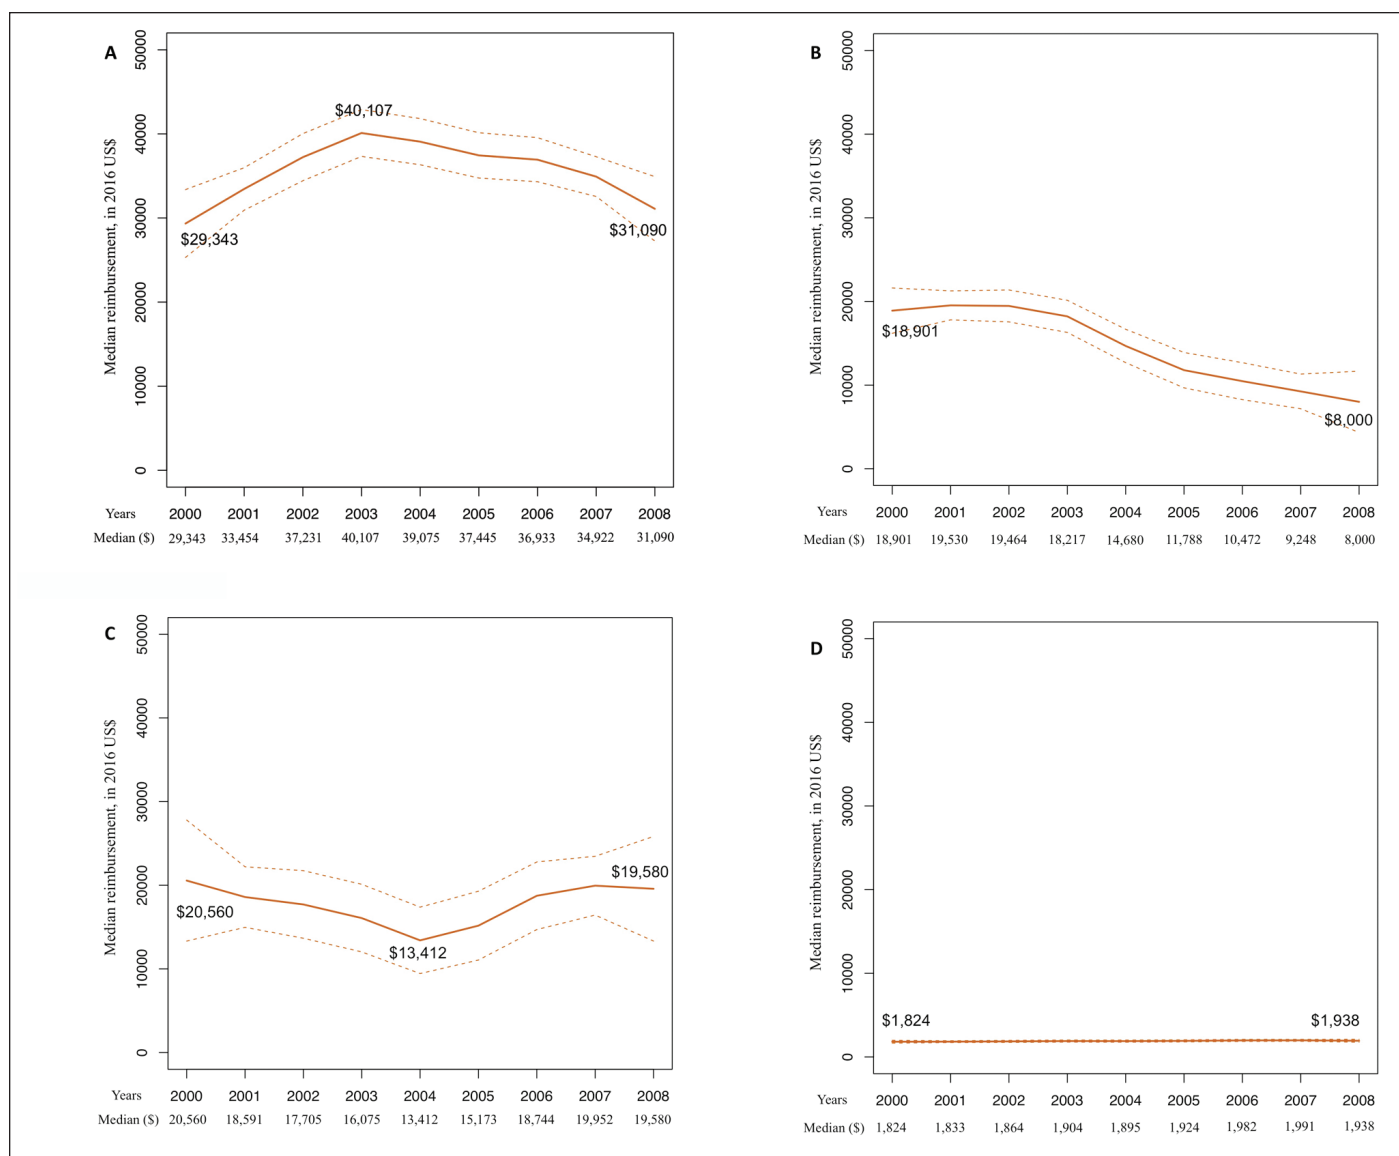 A
Median reimbursement, in 2016 US$
50000
40000
30000
20000
10000
0
$40,107
$29,343
$31,090
Years 2000 2001 2002 2003 2004 2005 2006 2007 2008
Median ($) 29,343 33,454 37,231 40,107 39,075 37,445 36,933 34,922 31,090
B
Median reimbursement, in 2016 US$
50000
40000
30000
20000
10000
0
$18,901
$8,000
Years 2000 2001 2002 2003 2004 2005 2006 2007 2008
Median ($) 18,901 19,530 19,464 18,217 14,680 11,788 10,472 9,248 8,000
C
Median reimbursement, in 2016 US$
50000
40000
30000
20000
10000
0
$20,560
$13,412
$19,580
Years 2000 2001 2002 2003 2004 2005 2006 2007 2008
Median ($) 20,560 18,591 17,705 16,075 13,412 15,173 18,744 19,952 19,580
D
Median reimbursement, in 2016 US$
50000
40000
30000
20000
10000
0
$1,824
$1,938
Years 2000 2001 2002 2003 2004 2005 2006 2007 2008
Median ($) 1,824 1,833 1,864 1,904 1,895 1,924 1,982 1,991 1,938